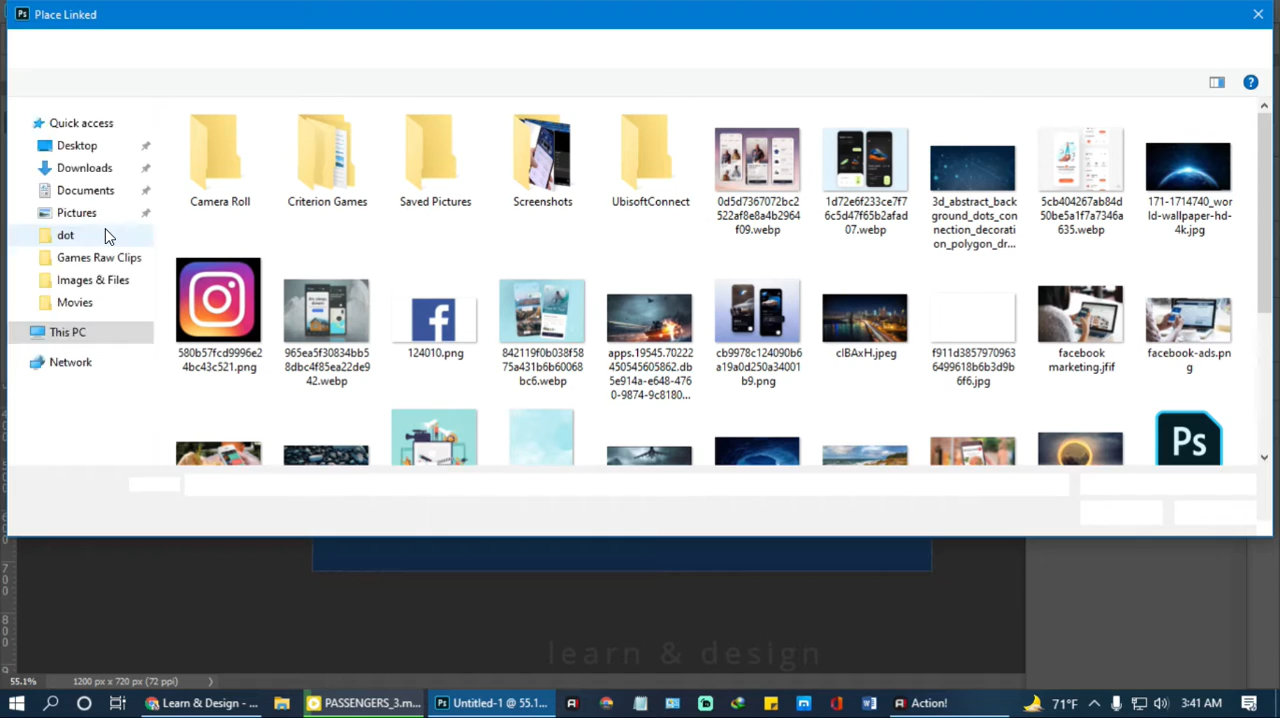 Place Linked
Quick access
Desktop
Downloads
Documents
Pictures
dot
Games Raw Clips
Images & Files
Movies
This PC
Network
Camera Roll
Criterion Games
Saved Pictures
Screenshots
UbisoftConnect
0d5d7367072bc2
522af8e8a4b2964
f09.webp
1d72e6f233ce7f7
6c5d47f65b2afad
07.webp
3d_abstract_back
ground_dots_con
nection_decorati
on_polygon_dr...
5cb404267ab84d
50be5a1f7a7346a
635.webp
171-1714740_wor
ld-wallpaper-hd-
4k.jpg
580b57fcd9996e2
4bc43c521.png
965ea5f30834bb5
8dbc4f85ea22de9
42.webp
124010.png
842119f0b038f58
75a431b6b60068
bc6.webp
apps.19545.70222
450545605862.db
5e914a-e648-476
0-9874-9c8180...
cb9978c124090b6
a19a0d250a34001
b9.png
clBAxH.jpeg
f911d3857970963
6499618b6b3d9b
6f6.jpg
facebook
marketing.jfif
facebook-ads.pn
g
Ps
learn & design
55.1%
1200 px x 720 px (72 ppi)
Learn & Design - ...
PASSENGERS_3.m...
Untitled-1 @ 55.1...
Action!
71°F
3:41 AM